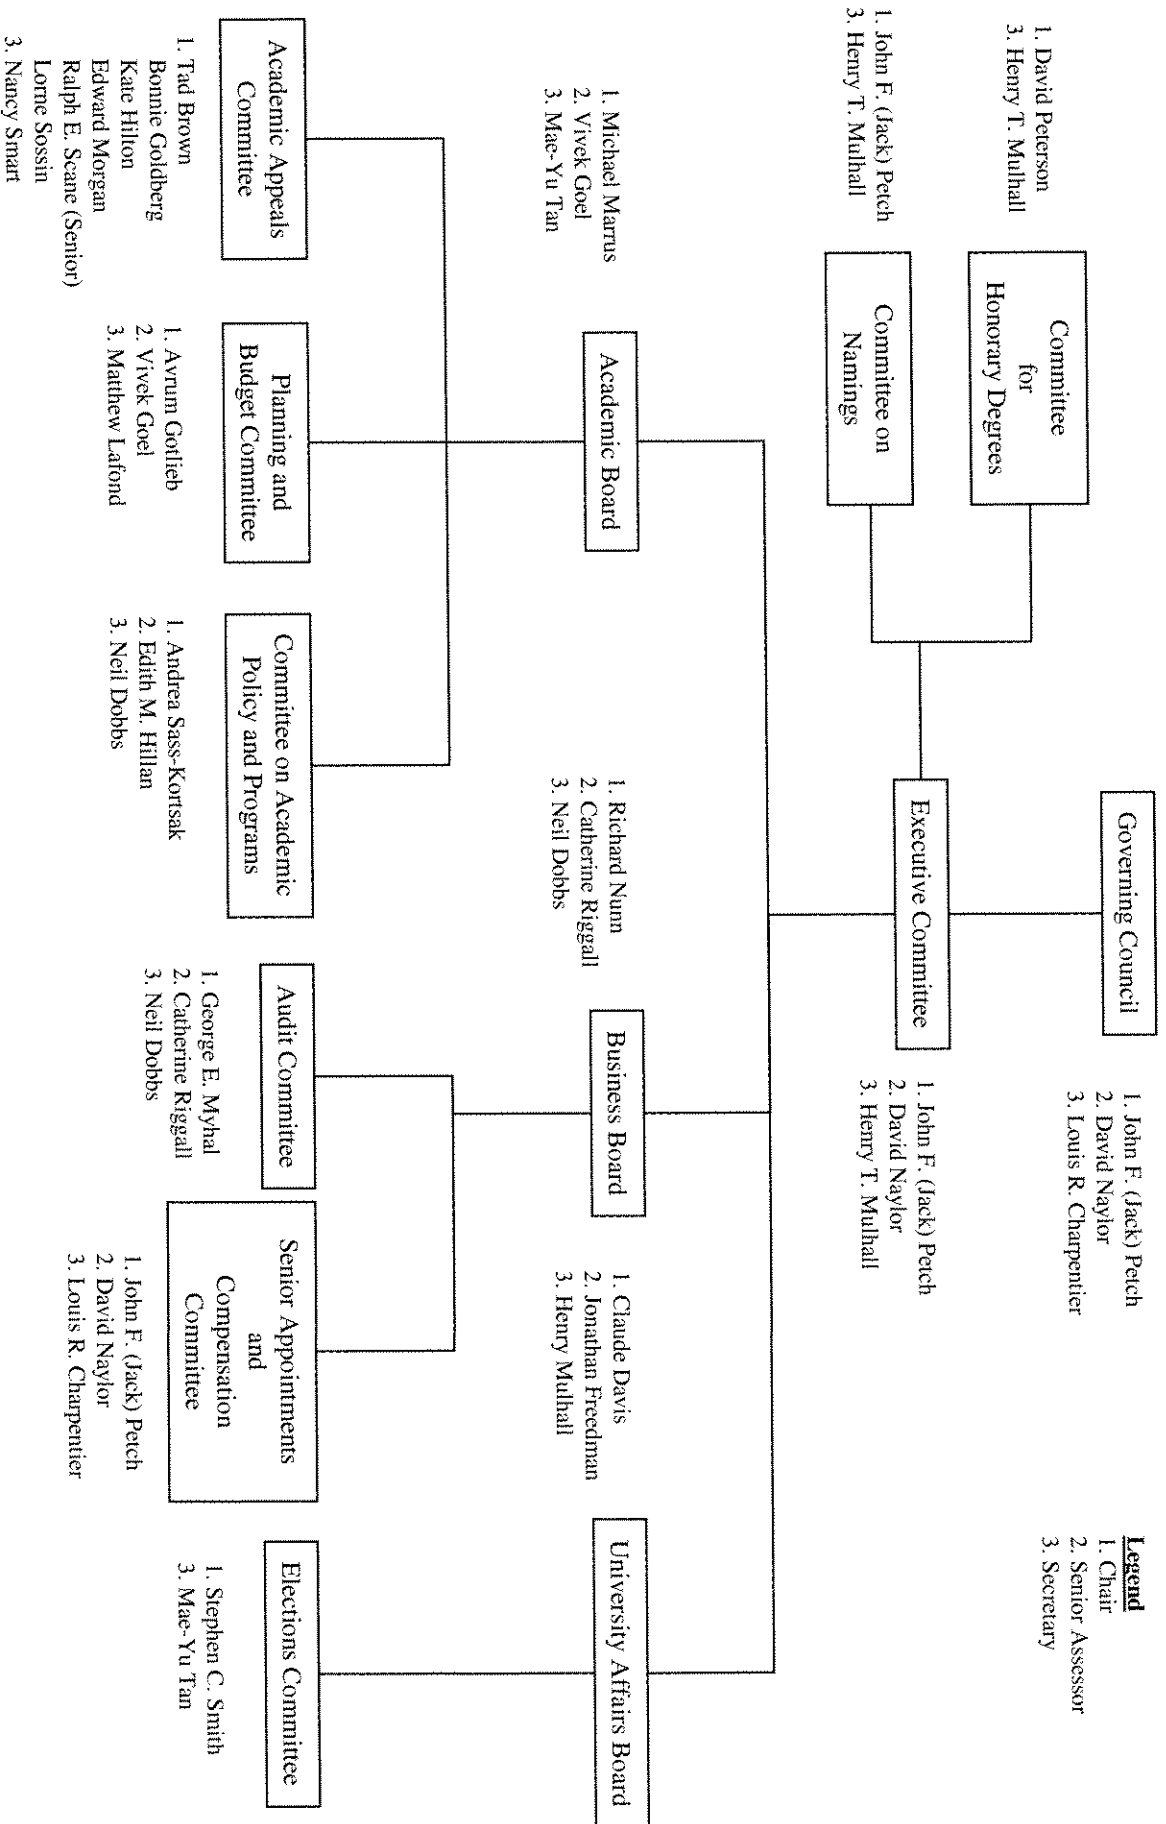 Governing Council
1. John F. (Jack) Petch
2. David Naylor
3. Louis R. Charpentier
Legend
1. Chair
2. Senior Assessor
3. Secretary
1. David Peterson
3. Henry T. Mulhall
Committee
for
Honorary Degrees
1. John F. (Jack) Petch
3. Henry T. Mulhall
Committee on
Namings
Executive Committee
1. John F. (Jack) Petch
2. David Naylor
3. Henry T. Mulhall
1. Michael Marrus
2. Vivek Goel
3. Mae-Yu Tan
Academic Board
1. Richard Nunn
2. Catherine Riggall
3. Neil Dobbs
Business Board
1. Claude Davis
2. Jonathan Freedman
3. Henry Mulhall
University Affairs Board
Academic Appeals
Committee
1. Tad Brown
Bonnie Goldberg
Kate Hilton
Edward Morgan
Ralph E. Scane (Senior)
Lorne Sossin
3. Nancy Smart
Planning and
Budget Committee
1. Avrum Gotlieb
2. Vivek Goel
3. Matthew Lafond
Committee on Academic
Policy and Programs
1. Andrea Sass-Kortsak
2. Edith M. Hillan
3. Neil Dobbs
Audit Committee
1. George E. Myhal
2. Catherine Riggall
3. Neil Dobbs
Senior Appointments
and
Compensation
Committee
1. John F. (Jack) Petch
2. David Naylor
3. Louis R. Charpentier
Elections Committee
1. Stephen C. Smith
3. Mae-Yu Tan